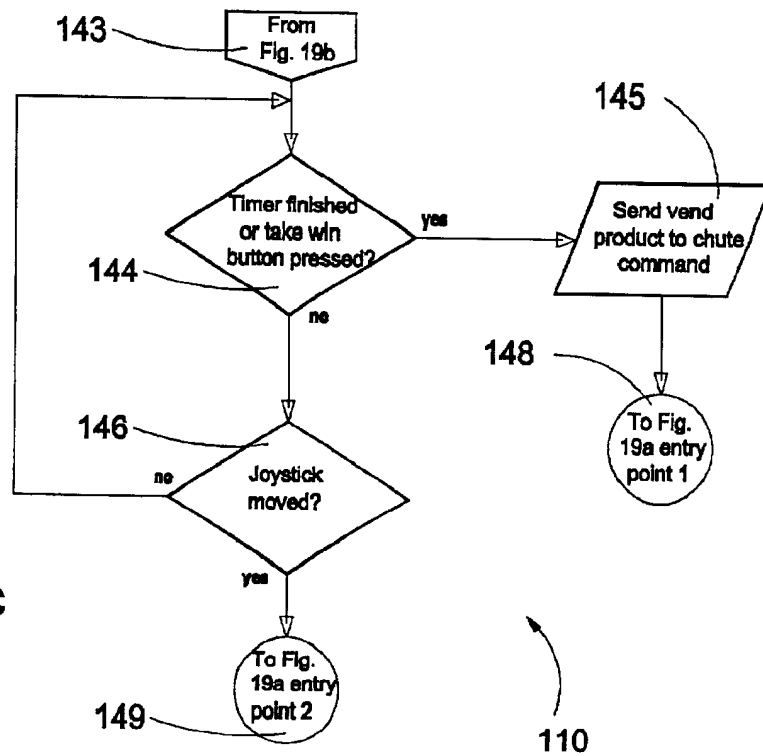 143
From
Fig. 19b
145
Timer finished
or take win
button pressed?
yes
Send vend
product to chute
command
144
no
148
To Fig.
19a entry
point 1
146
no
Joystick
moved?
yes
To Fig.
19a entry
point 2
149
110